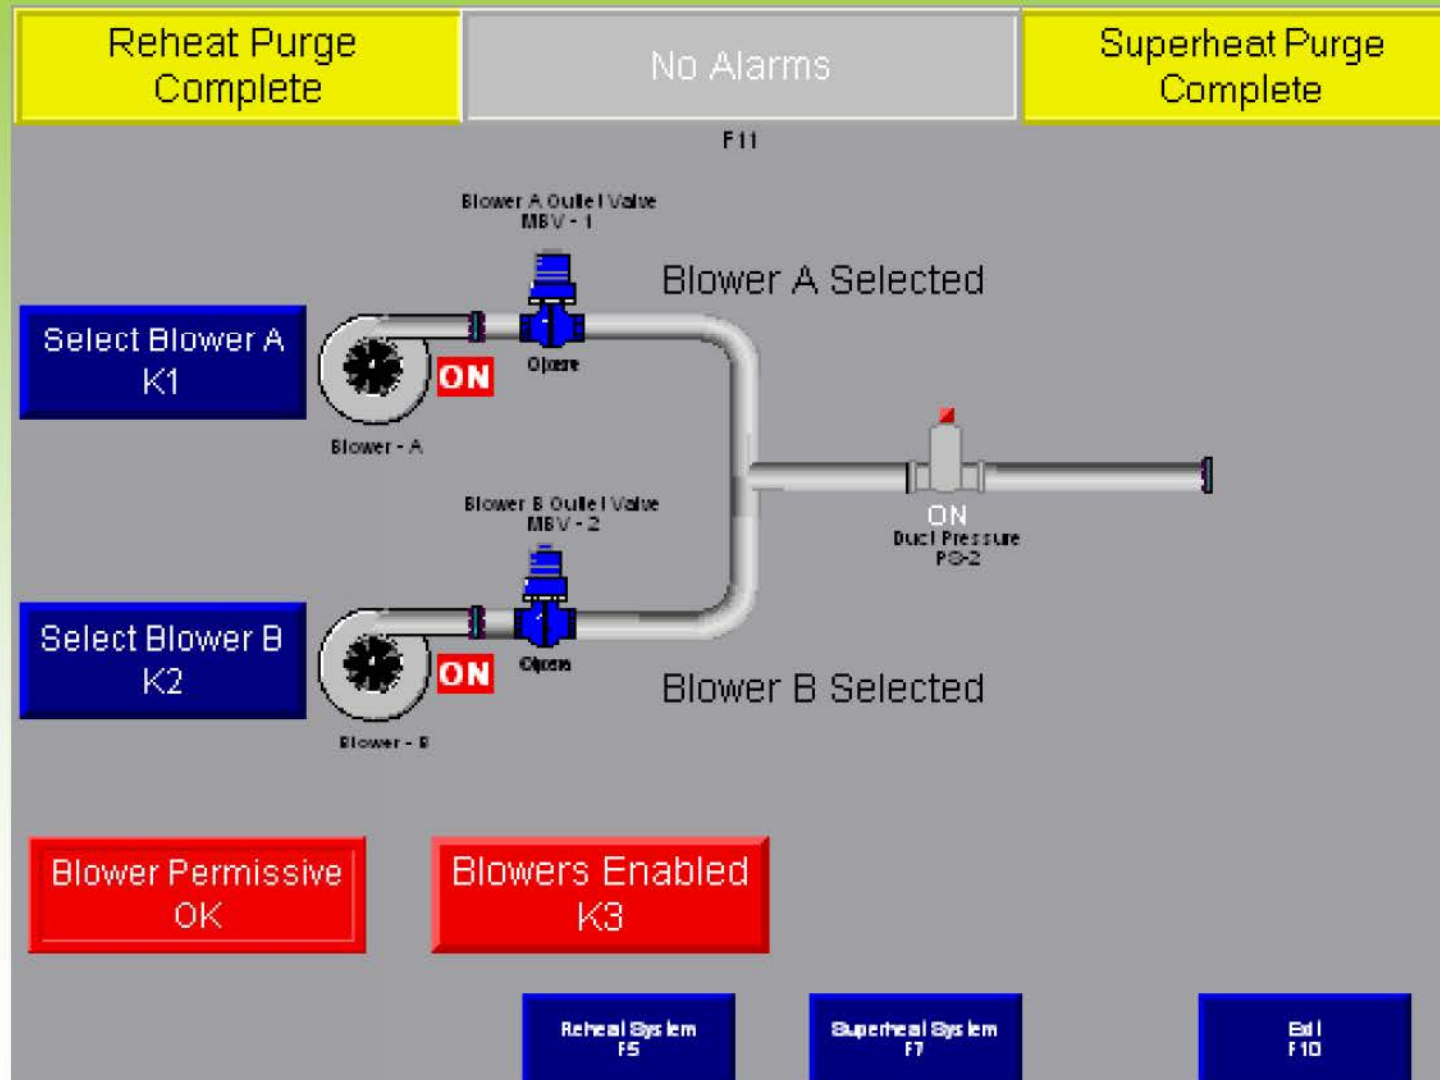 Reheat Purge
Complete
No Alarms
Superheat Purge
Complete
F11
Blower A Outlet Valve
MBV - 1
Blower A Selected
Select Blower A
K1
ON
Blower - A
Blower B Outlet Valve
MBV - 2
ON
Duct Pressure
PS-2
Select Blower B
K2
ON
Blower B Selected
Blower - B
Blower Permissive
OK
Blowers Enabled
K3
Reheat System
F5
Superheat System
F7
Exit
F10